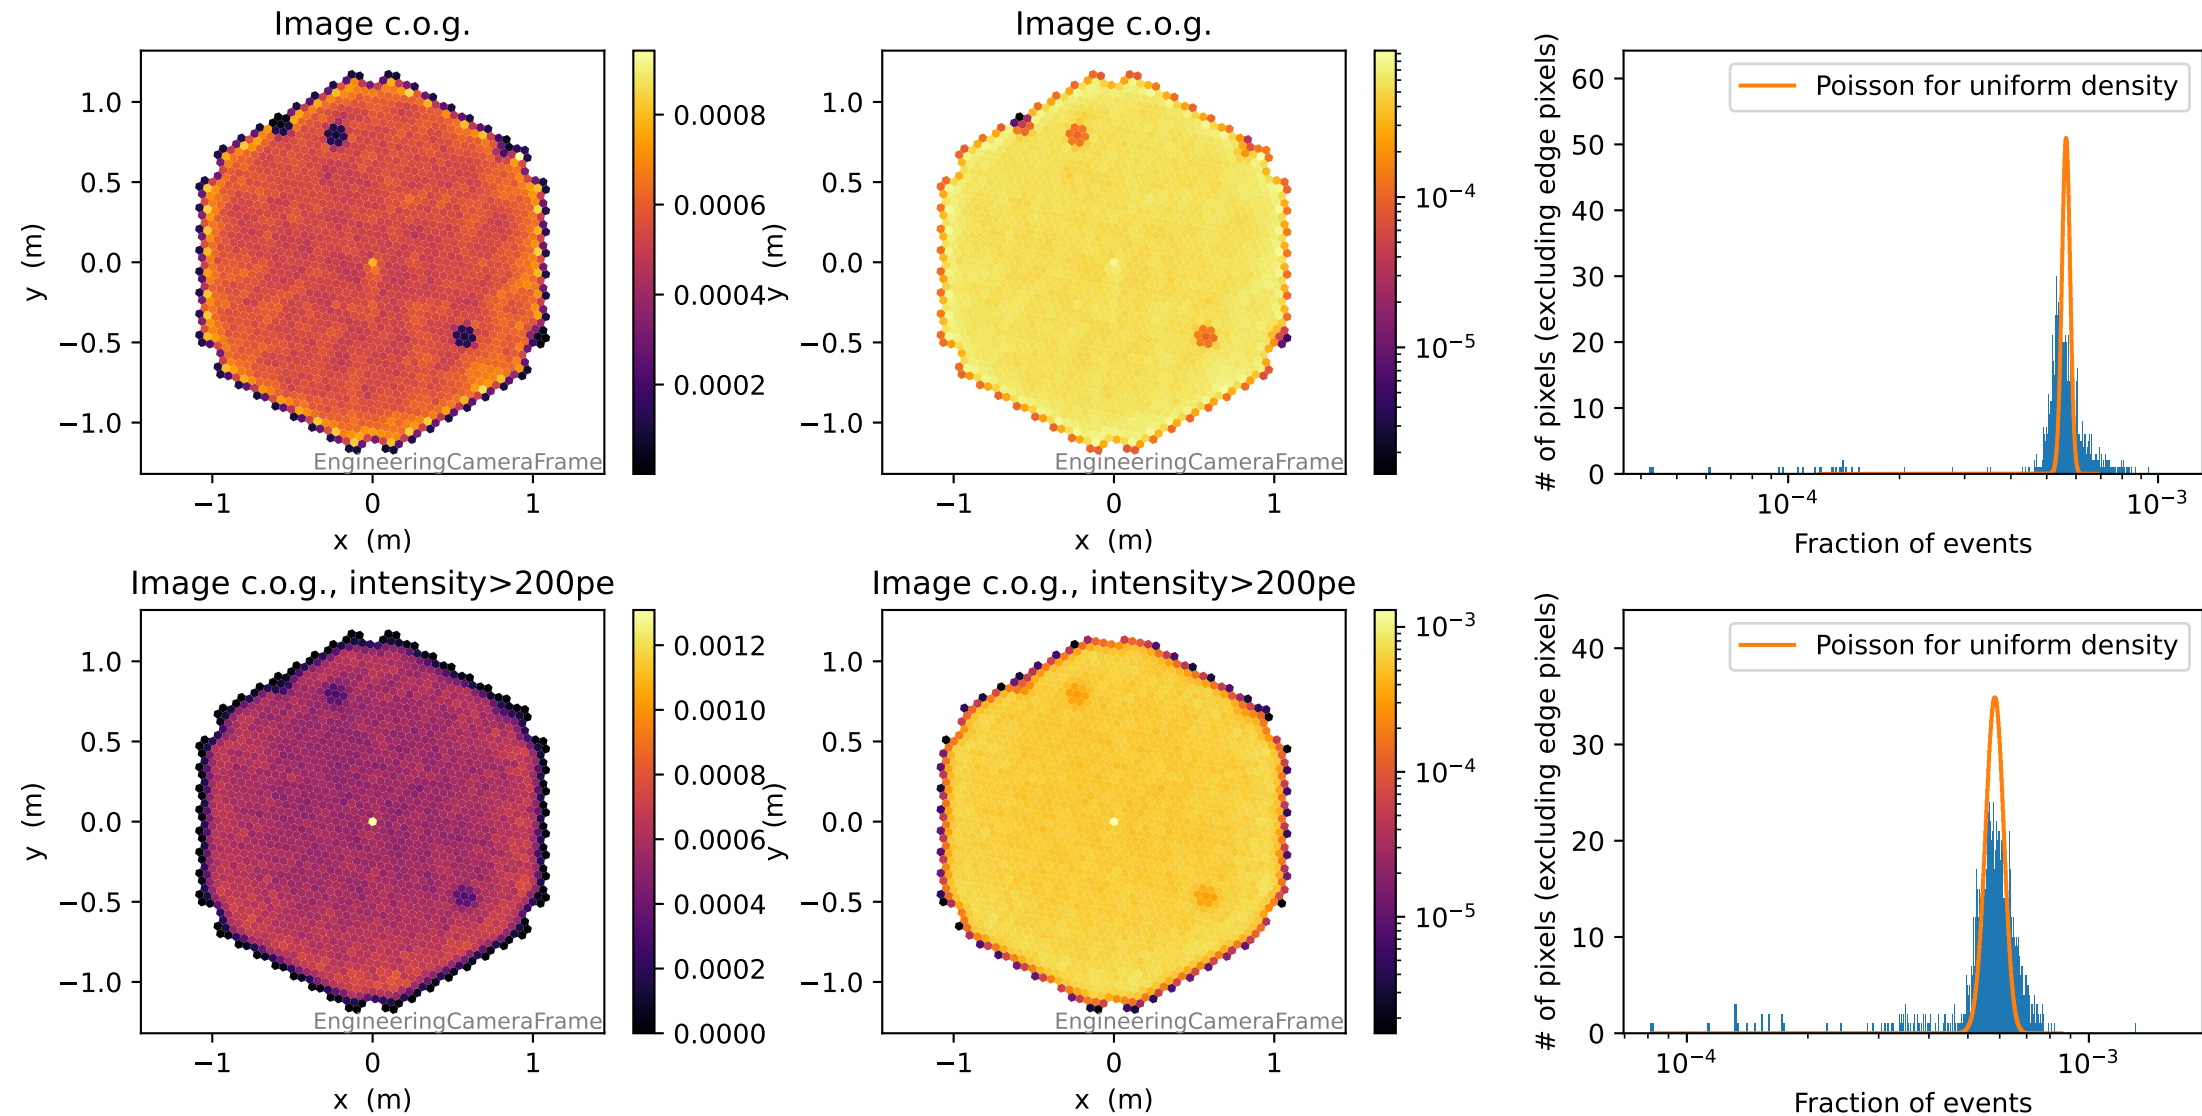 Image c.o.g.
1.0
0.5
0.0
−0.5
−1.0
y (m)
−1
0
1
x (m)
EngineeringCameraFrame
0.0008
0.0006
0.0004
0.0002
Image c.o.g.
1.0
0.5
0.0
−0.5
−1.0
y (m)
−1
0
1
x (m)
EngineeringCameraFrame
10⁻⁴
10⁻⁵
# of pixels (excluding edge pixels)
60
50
40
30
20
10
0
Poisson for uniform density
10⁻⁴
10⁻³
Fraction of events
Image c.o.g., intensity>200pe
1.0
0.5
0.0
−0.5
−1.0
y (m)
−1
0
1
x (m)
EngineeringCameraFrame
0.0012
0.0010
0.0008
0.0006
0.0004
0.0002
0.0000
Image c.o.g., intensity>200pe
1.0
0.5
0.0
−0.5
−1.0
y (m)
−1
0
1
x (m)
EngineeringCameraFrame
10⁻³
10⁻⁴
10⁻⁵
# of pixels (excluding edge pixels)
40
30
20
10
0
Poisson for uniform density
10⁻⁴
10⁻³
Fraction of events